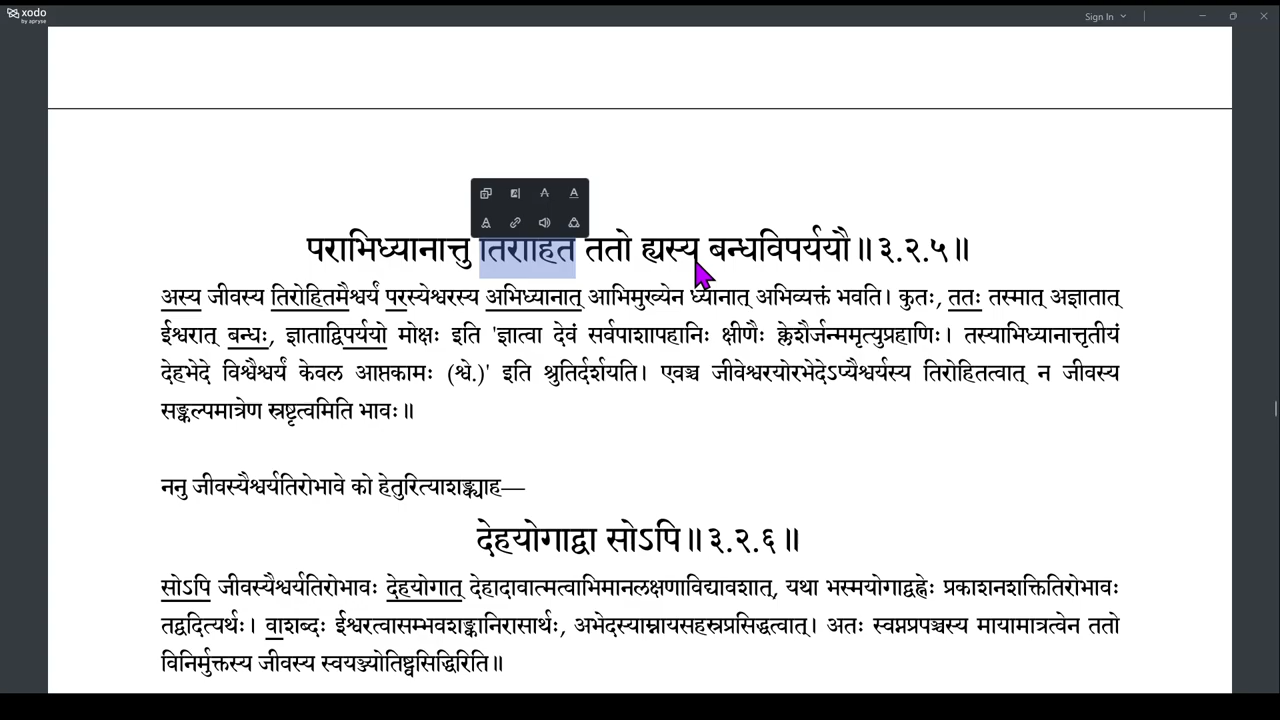 xodo
by apryse
Sign In
पराभिध्यानात्तु तिरोहितं ततो ह्यस्य बन्धविपर्ययौ॥३.२.५॥
अस्य जीवस्य तिरोहितमैश्वर्यं परस्येश्वरस्य अभिध्यानात् आभिमुख्येन ध्यानात् अभिव्यक्तं भवति। कुतः, ततः तस्मात् अज्ञातात्
ईश्वरात् बन्धः, ज्ञाताद्विपर्ययो मोक्षः इति 'ज्ञात्वा देवं सर्वपाशापहानिः क्षीणैः क्लेशैर्जन्ममृत्युप्रहाणिः। तस्याभिध्यानात्तृतीयं
देहभेदे विश्वैश्वर्यं केवल आप्तकामः (श्वे.)' इति श्रुतिर्दर्शयति। एवञ्च जीवेश्वरयोरभेदेऽप्यैश्वर्यस्य तिरोहितत्वात् न जीवस्य
सङ्कल्पमात्रेण स्रष्टृत्वमिति भावः॥
ननु जीवस्यैश्वर्यतिरोभावे को हेतुरित्याशङ्क्याह—
देहयोगाद्वा सोऽपि॥३.२.६॥
सोऽपि जीवस्यैश्वर्यतिरोभावः देहयोगात् देहादावात्मत्वाभिमानलक्षणाविद्यावशात्, यथा भस्मयोगाद्वह्नेः प्रकाशनशक्तितिरोभावः
तद्वदित्यर्थः। वाशब्दः ईश्वरत्वासम्भवशङ्कानिरासार्थः, अभेदस्याम्नायसहस्रप्रसिद्धत्वात्। अतः स्वप्नप्रपञ्चस्य मायामात्रत्वेन ततो
विनिर्मुक्तस्य जीवस्य स्वयञ्ज्योतिष्ट्वसिद्धिरिति॥